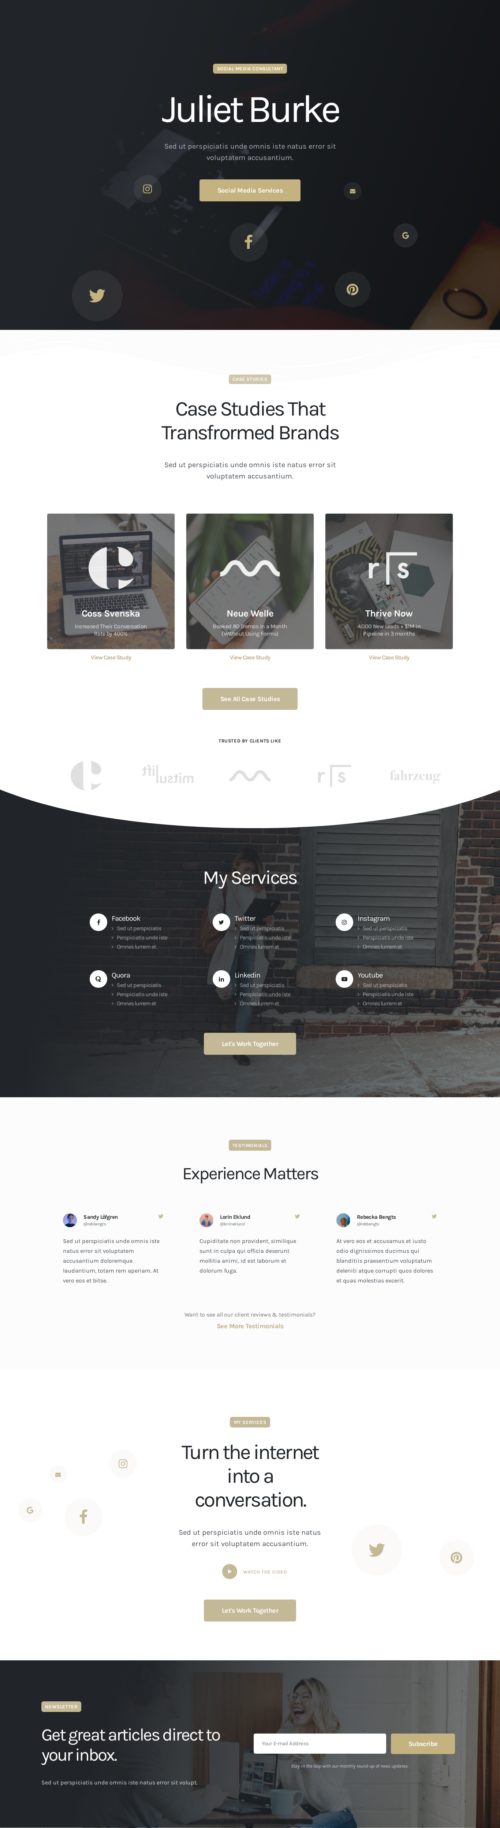 SOCIAL MEDIA CONSULTANT
Juliet Burke
Sed ut perspiciatis unde omnis iste natus error sit
voluptatem accusantium.
Social Media Services
CASE STUDIES
Case Studies That
Transfrormed Brands
Sed ut perspiciatis unde omnis iste natus error sit
voluptatem accusantium.
Coss Svenska
Increased Their Conversation
Rate by 400%
View Case Study
Neue Welle
Booked 80 Demos in a Month
(Without Using Forms)
View Case Study
rs
Thrive Now
4,000 New Leads + $1M in
Pipeline in 3 months
View Case Study
See All Case Studies
TRUSTED BY CLIENTS LIKE
rs
fahrzeug
My Services
Facebook
Sed ut perspiciatis
Perspiciatis unde iste
Omnes iurrem et
Twitter
Sed ut perspiciatis
Perspiciatis unde iste
Omnes iurrem et
Instagram
Sed ut perspiciatis
Perspiciatis unde iste
Omnes iurrem et
Quora
Sed ut perspiciatis
Perspiciatis unde iste
Omnes iurrem et
Linkedin
Sed ut perspiciatis
Perspiciatis unde iste
Omnes iurrem et
Youtube
Sed ut perspiciatis
Perspiciatis unde iste
Omnes iurrem et
Let's Work Together
TESTIMONIALS
Experience Matters
Sandy Löfgren
Sed ut perspiciatis unde omnis iste
natus error sit voluptatem
accusantium doloremque
laudantium, totam rem aperiam. At
vero eos et bitse.
Larin Eklund
Cupiditate non provident, similique
sunt in culpa qui officia deserunt
mollitia animi, id est laborum et
dolorum fuga.
Rebecka Bengts
At vero eos et accusamus et iusto
odio dignissimos ducimus qui
blanditiis praesentium voluptatum
deleniti atque corrupti quos dolores
et quas molestias excerit.
Want to see all our client reviews & testimonials?
See More Testimonials
MY SERVICES
Turn the internet
into a
conversation.
Sed ut perspiciatis unde omnis iste natus
error sit voluptatem accusantium.
WATCH THE VIDEO
Let's Work Together
NEWSLETTER
Get great articles direct to
your inbox.
Sed ut perspiciatis unde omnis iste natus error sit volupt.
Your E-mail Address
Subscribe
Stay in the loop with our monthly round-up of news updates.